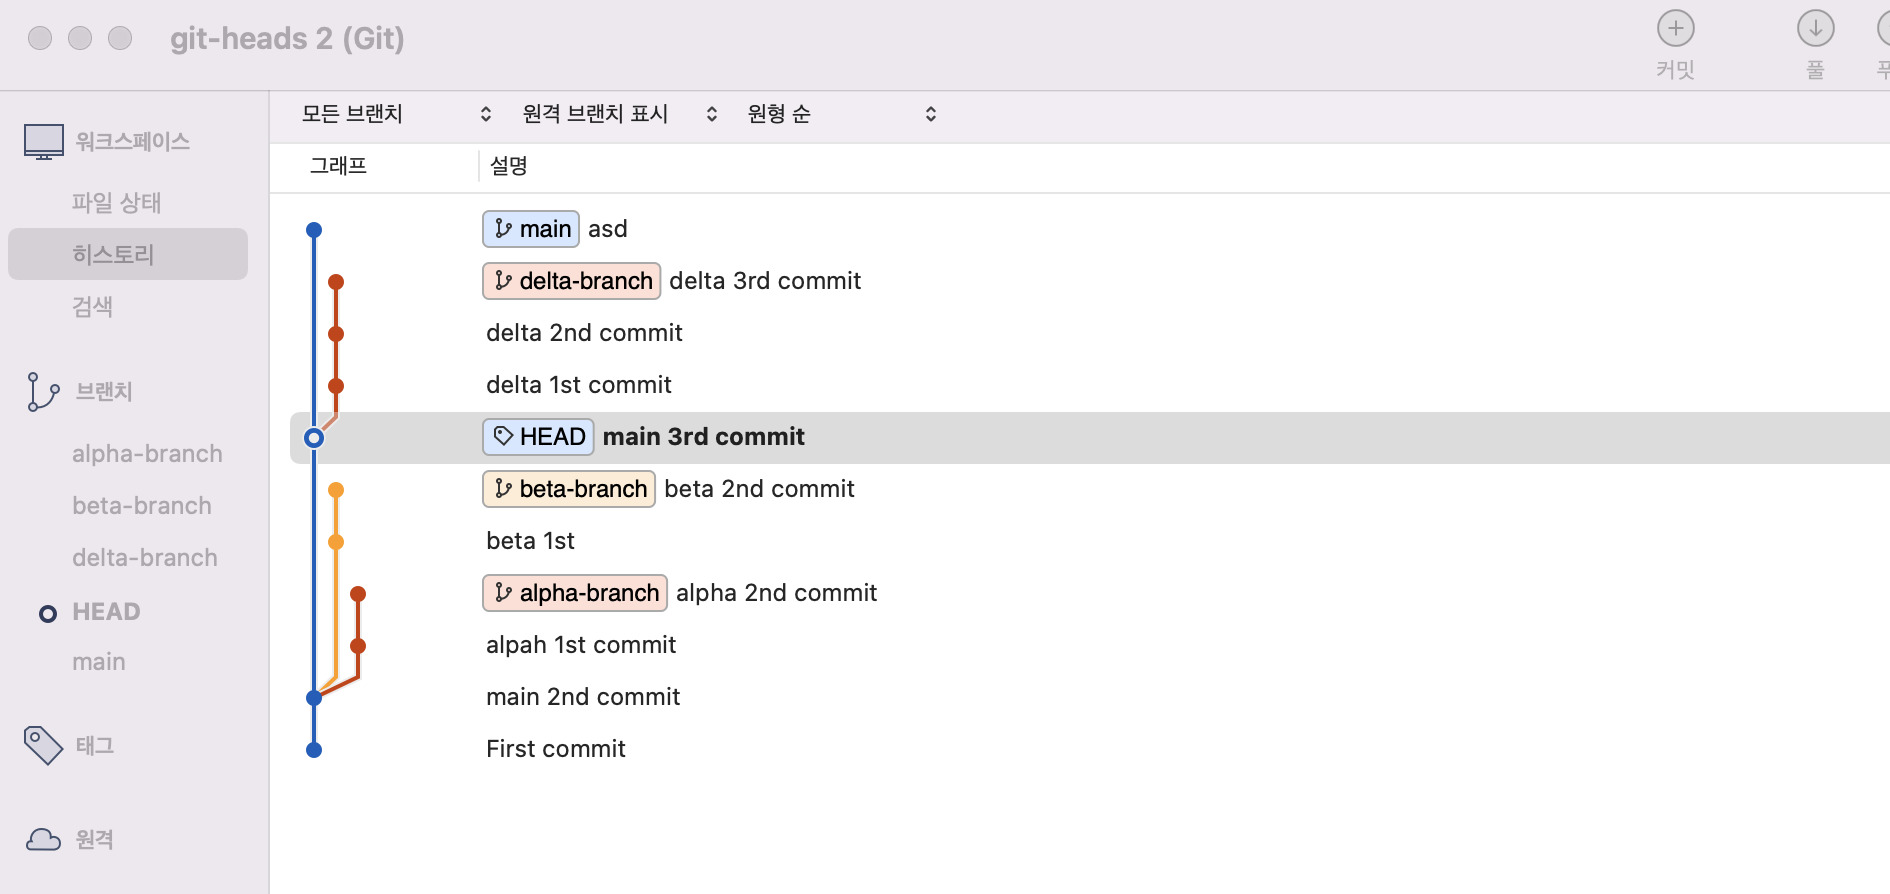 git-heads 2 (Git)
커밋
풀
워크스페이스
파일 상태
히스토리
검색
브랜치
alpha-branch
beta-branch
delta-branch
HEAD
main
태그
원격
모든 브랜치 원격 브랜치 표시 원형 순
그래프 설명
main asd
delta-branch delta 3rd commit
delta 2nd commit
delta 1st commit
HEAD main 3rd commit
beta-branch beta 2nd commit
beta 1st
alpha-branch alpha 2nd commit
alpah 1st commit
main 2nd commit
First commit